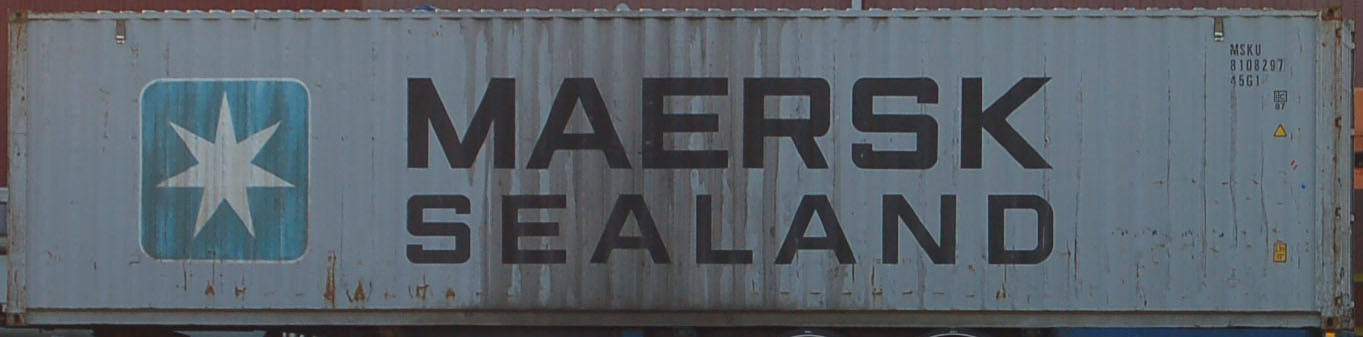 MAERSK
SEALAND
MSKU
8108297
45G1